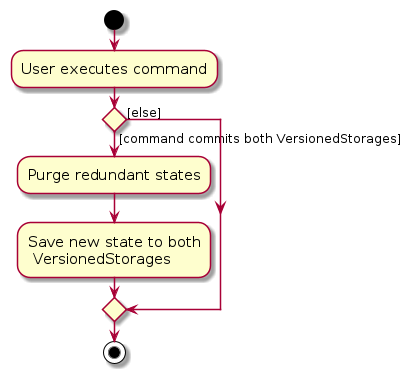 User executes command
[else]
[command commits both VersionedStorages]
Purge redundant states
Save new state to both
VersionedStorages